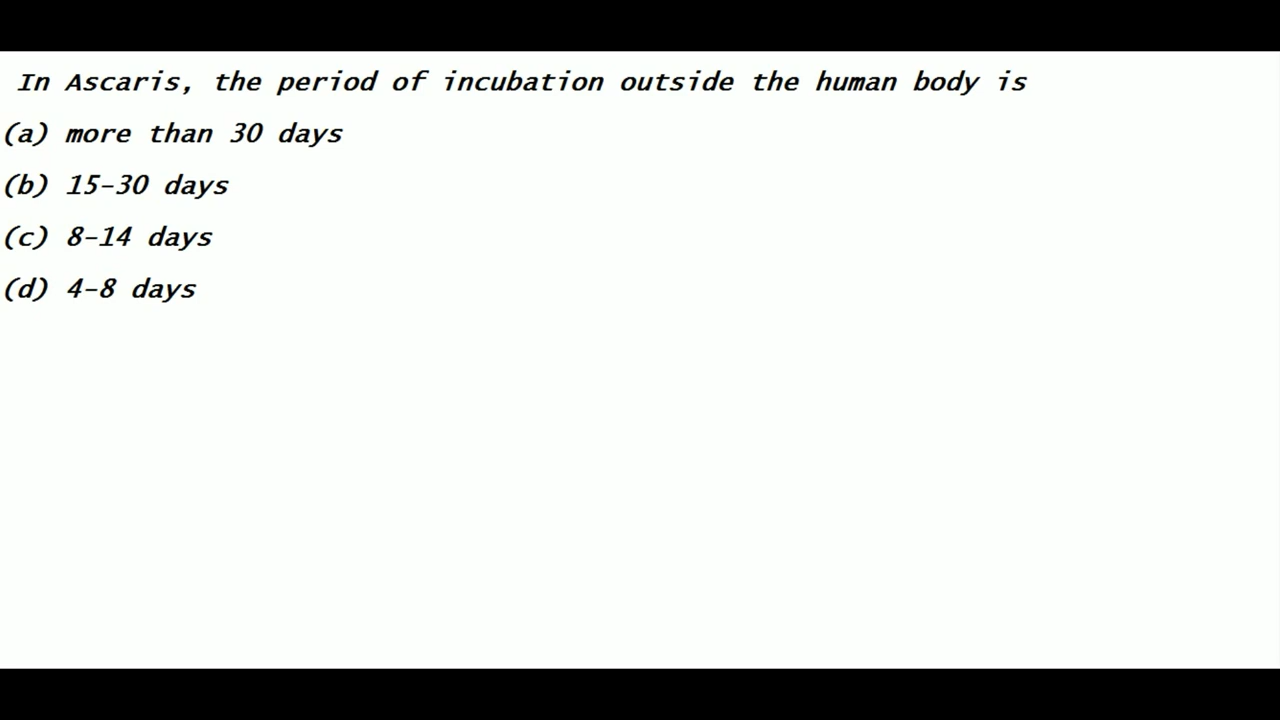 In Ascaris, the period of incubation outside the human body is
(a) more than 30 days
(b) 15-30 days
(c) 8-14 days
(d) 4-8 days